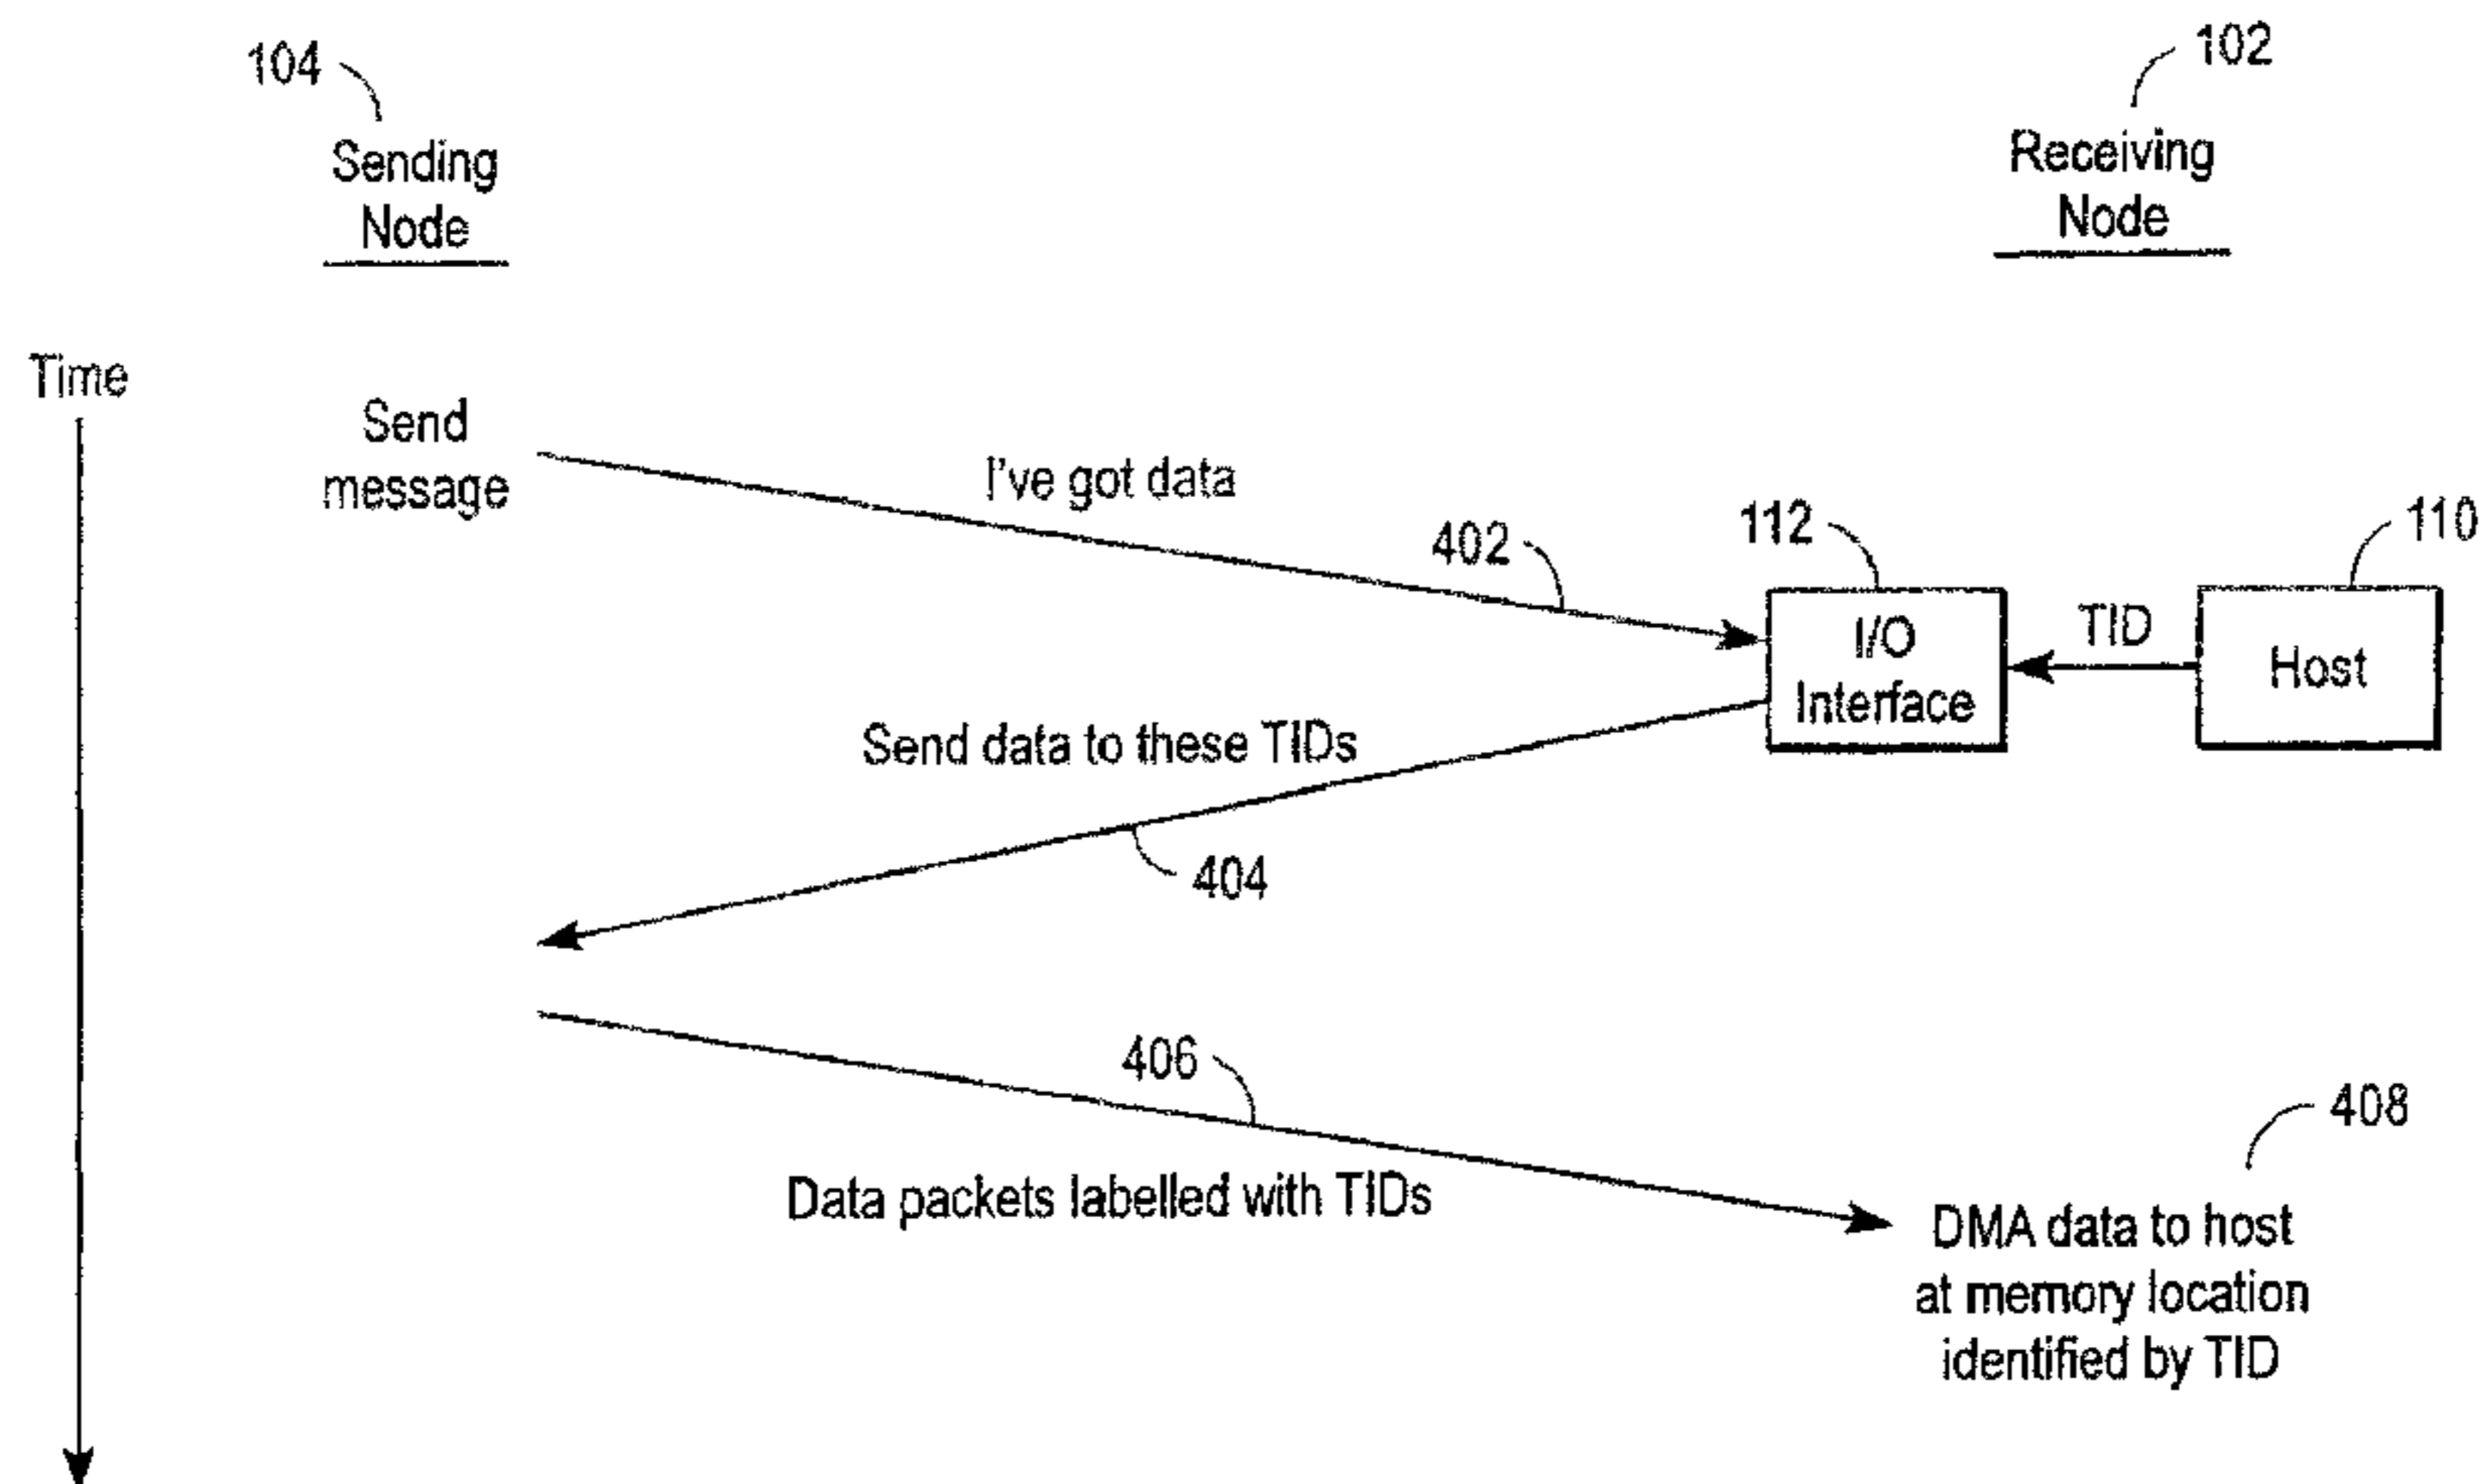 104
102
Sending
Node
Receiving
Node
Time
Send
message
I've got data
402
112
110
I/O
Interface
TID
Host
Send data to these TIDs
404
406
408
Data packets labelled with TIDs
DMA data to host
at memory location
identified by TID